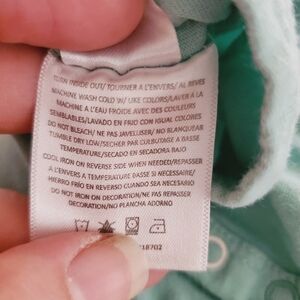 TURN INSIDE OUT/ TOURNER A L'ENVERS/ AL REVES
MACHINE WASH COLD W/ LIKE COLORS/LAVER A LA
MACHINE A L'EAU FROIDE AVEC DES COULEURS
SEMBLABLES/LAVADO EN FRIO CON IGUAL COLORES
DO NOT BLEACH/ NE PAS JAVELLISER/ NO BLANQUEAR
TUMBLE DRY LOW/SECHER PAR CULBUTAGE A BASSE
TEMPERATURE/SECADO EN SECADORA BAJO
COOL IRON ON REVERSE SIDE WHEN NEEDED/REPASSER
A L'ENVERS A TEMPERATURE BASSE SI NECESSAIRE/
HIERRO FRIO EN REVERSO CUANDO SEA NECESARIO
DO NOT IRON ON DECORATION/NE PAS REPASSER
DECORATION/NO PLANCHA ADORNO
18702